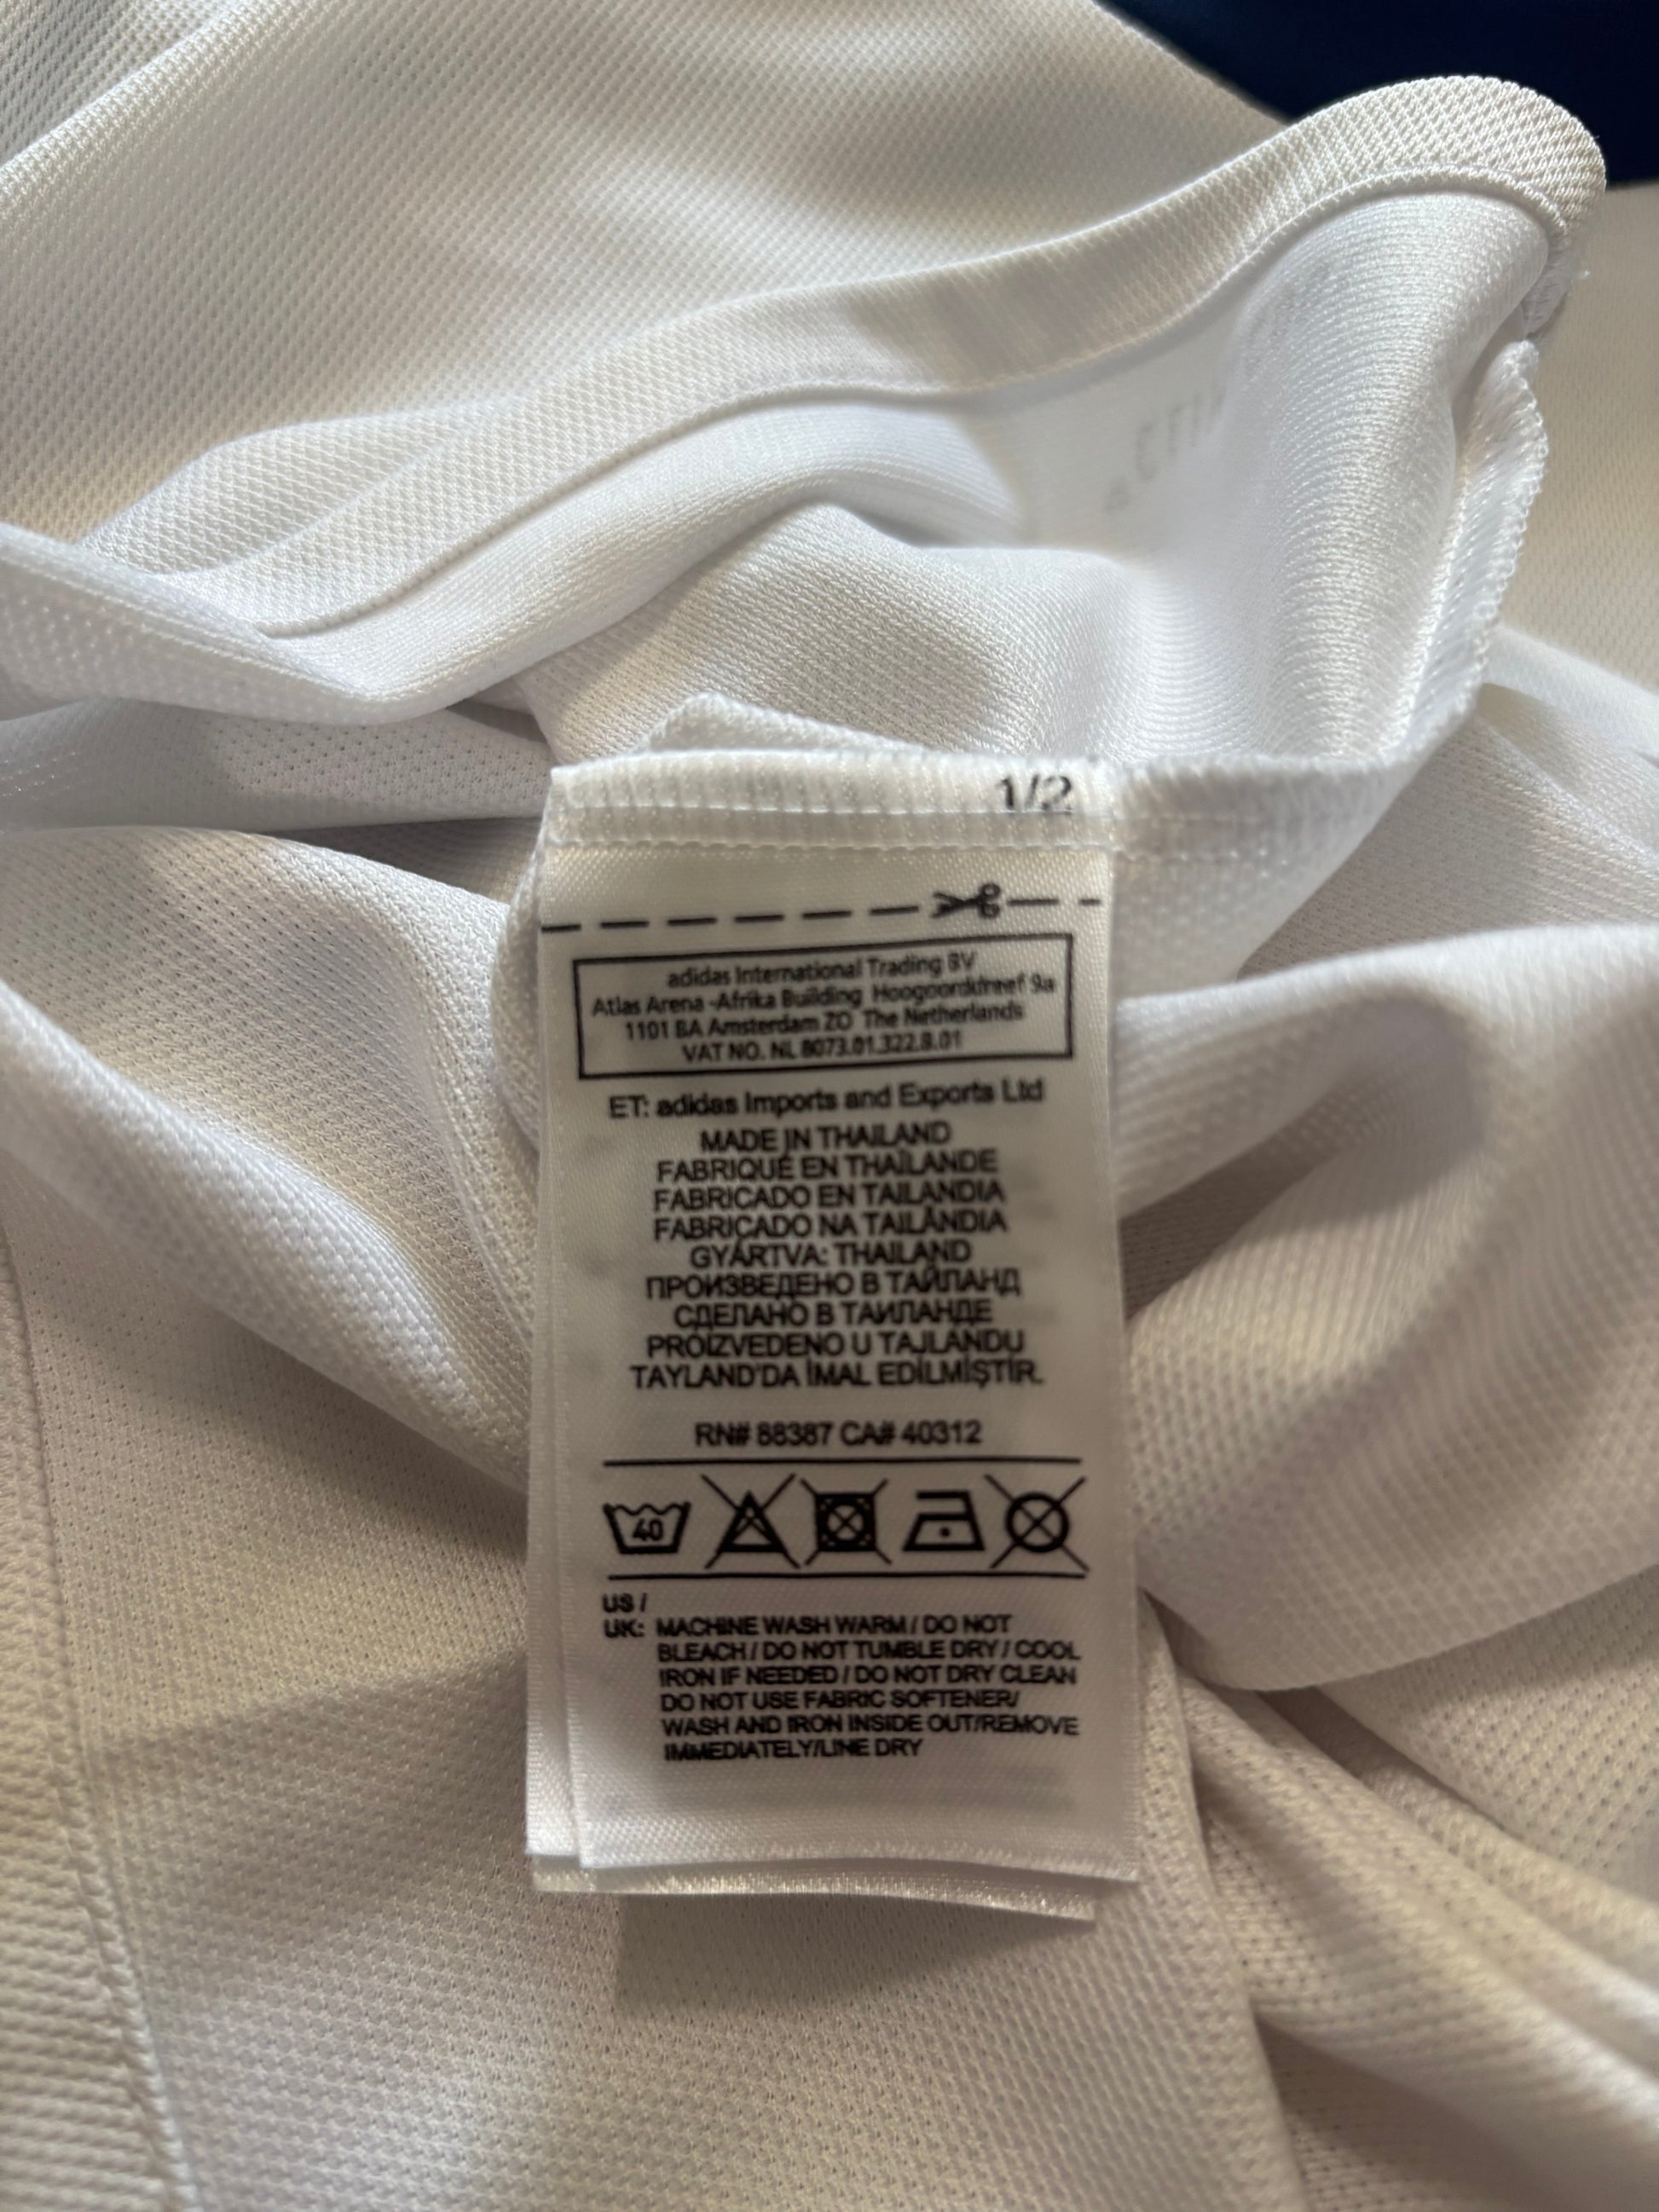 1/2
adidas International Trading BV
Atlas Arena -Afrika Building Hoogoorddreef 9a
1101 BA Amsterdam ZO The Netherlands
VAT NO. NL 8073.01.322.B.01
ET: adidas Imports and Exports Ltd
MADE IN THAILAND
FABRIQUÉ EN THAÏLANDE
FABRICADO EN TAILANDIA
FABRICADO NA TAILÂNDIA
GYÁRTVA: THAILAND
ПРОИЗВЕДЕНО В ТАЙЛАНД
СДЕЛАНО В ТАИЛАНДЕ
PROIZVEDENO U TAJLANDU
TAYLAND'DA İMAL EDİLMİŞTİR.
RN# 88387 CA# 40312
40
US /
UK: MACHINE WASH WARM / DO NOT
BLEACH / DO NOT TUMBLE DRY / COOL
IRON IF NEEDED / DO NOT DRY CLEAN
DO NOT USE FABRIC SOFTENER/
WASH AND IRON INSIDE OUT/REMOVE
IMMEDIATELY/LINE DRY